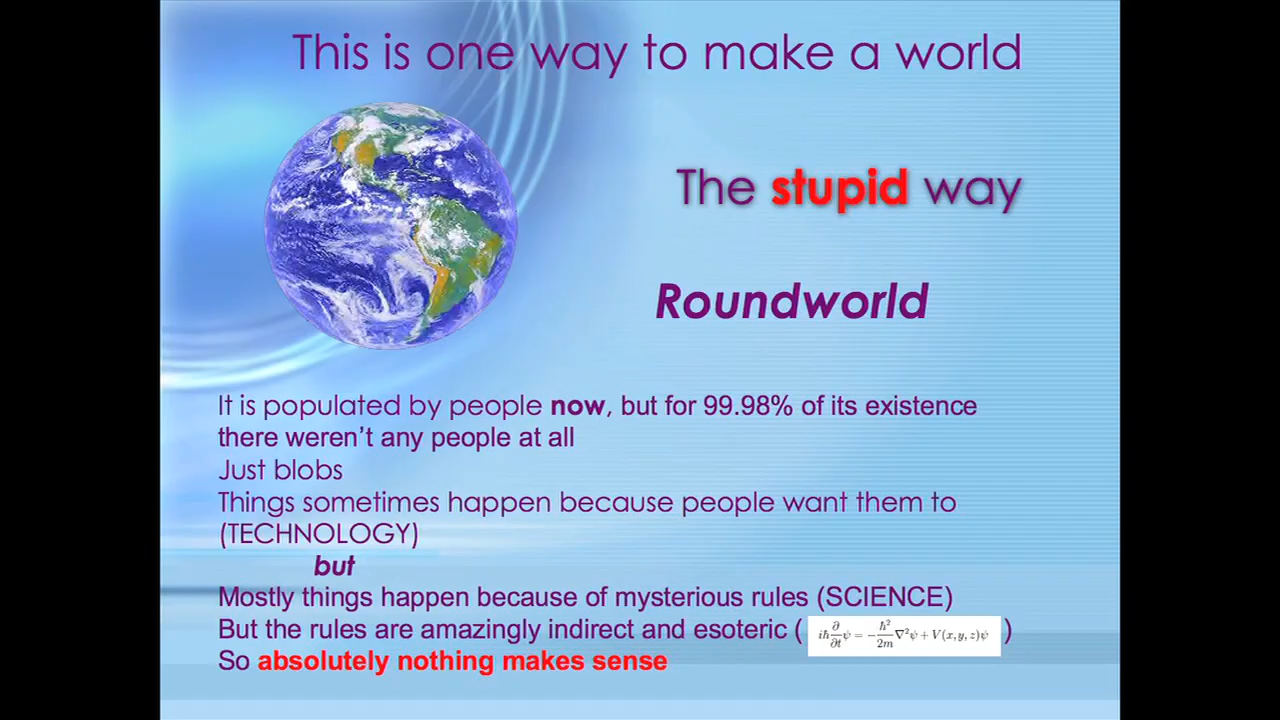 This is one way to make a world
The stupid way
Roundworld
It is populated by people now, but for 99.98% of its existence
there weren't any people at all
Just blobs
Things sometimes happen because people want them to
(TECHNOLOGY)
but
Mostly things happen because of mysterious rules (SCIENCE)
But the rules are amazingly indirect and esoteric ( iħ ∂/∂t ψ = −ħ²/2m ∇²ψ + V(x,y,z)ψ )
So absolutely nothing makes sense